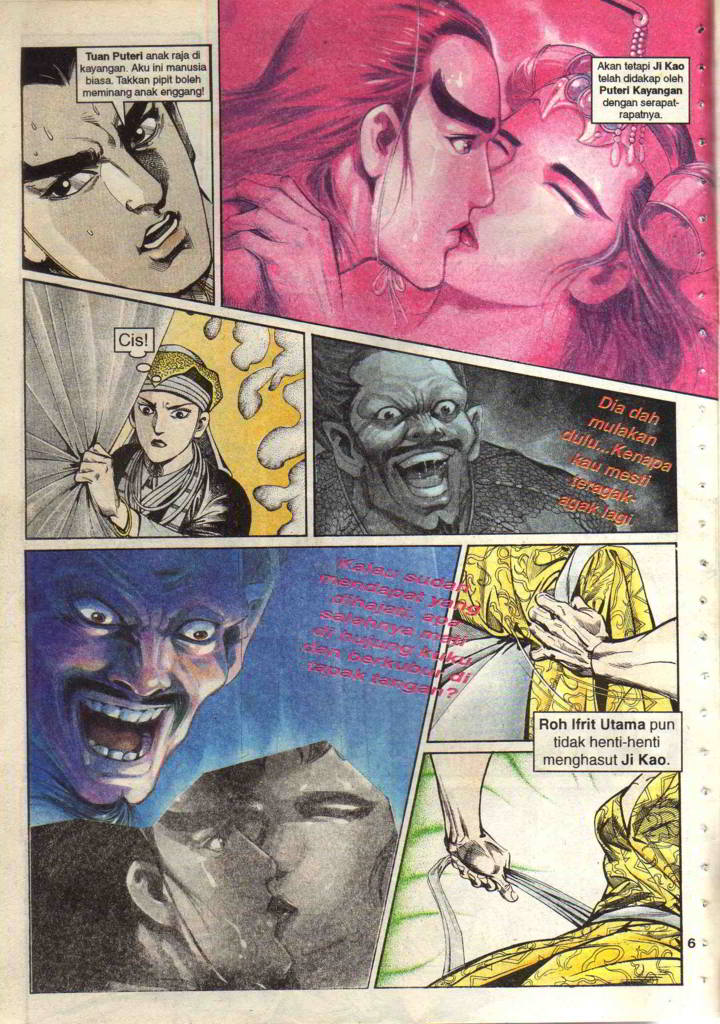 Tuan Puteri anak raja di
kayangan. Aku ini manusia
biasa. Takkan pipit boleh
meminang anak enggang!
Akan tetapi Ji Kao
telah didakap oleh
Puteri Kayangan
dengan serapat-
rapatnya.
Cis!
Dia dah
mulakan
dulu...Kenapa
kau mesti
teragak-
agak lagi.
Kalau sudah
mendapat yang
dihajati, apa
salahnya mati
di bujung kuku
dan berkubur di
tapak tangan?
Roh Ifrit Utama pun
tidak henti-henti
menghasut Ji Kao.
6